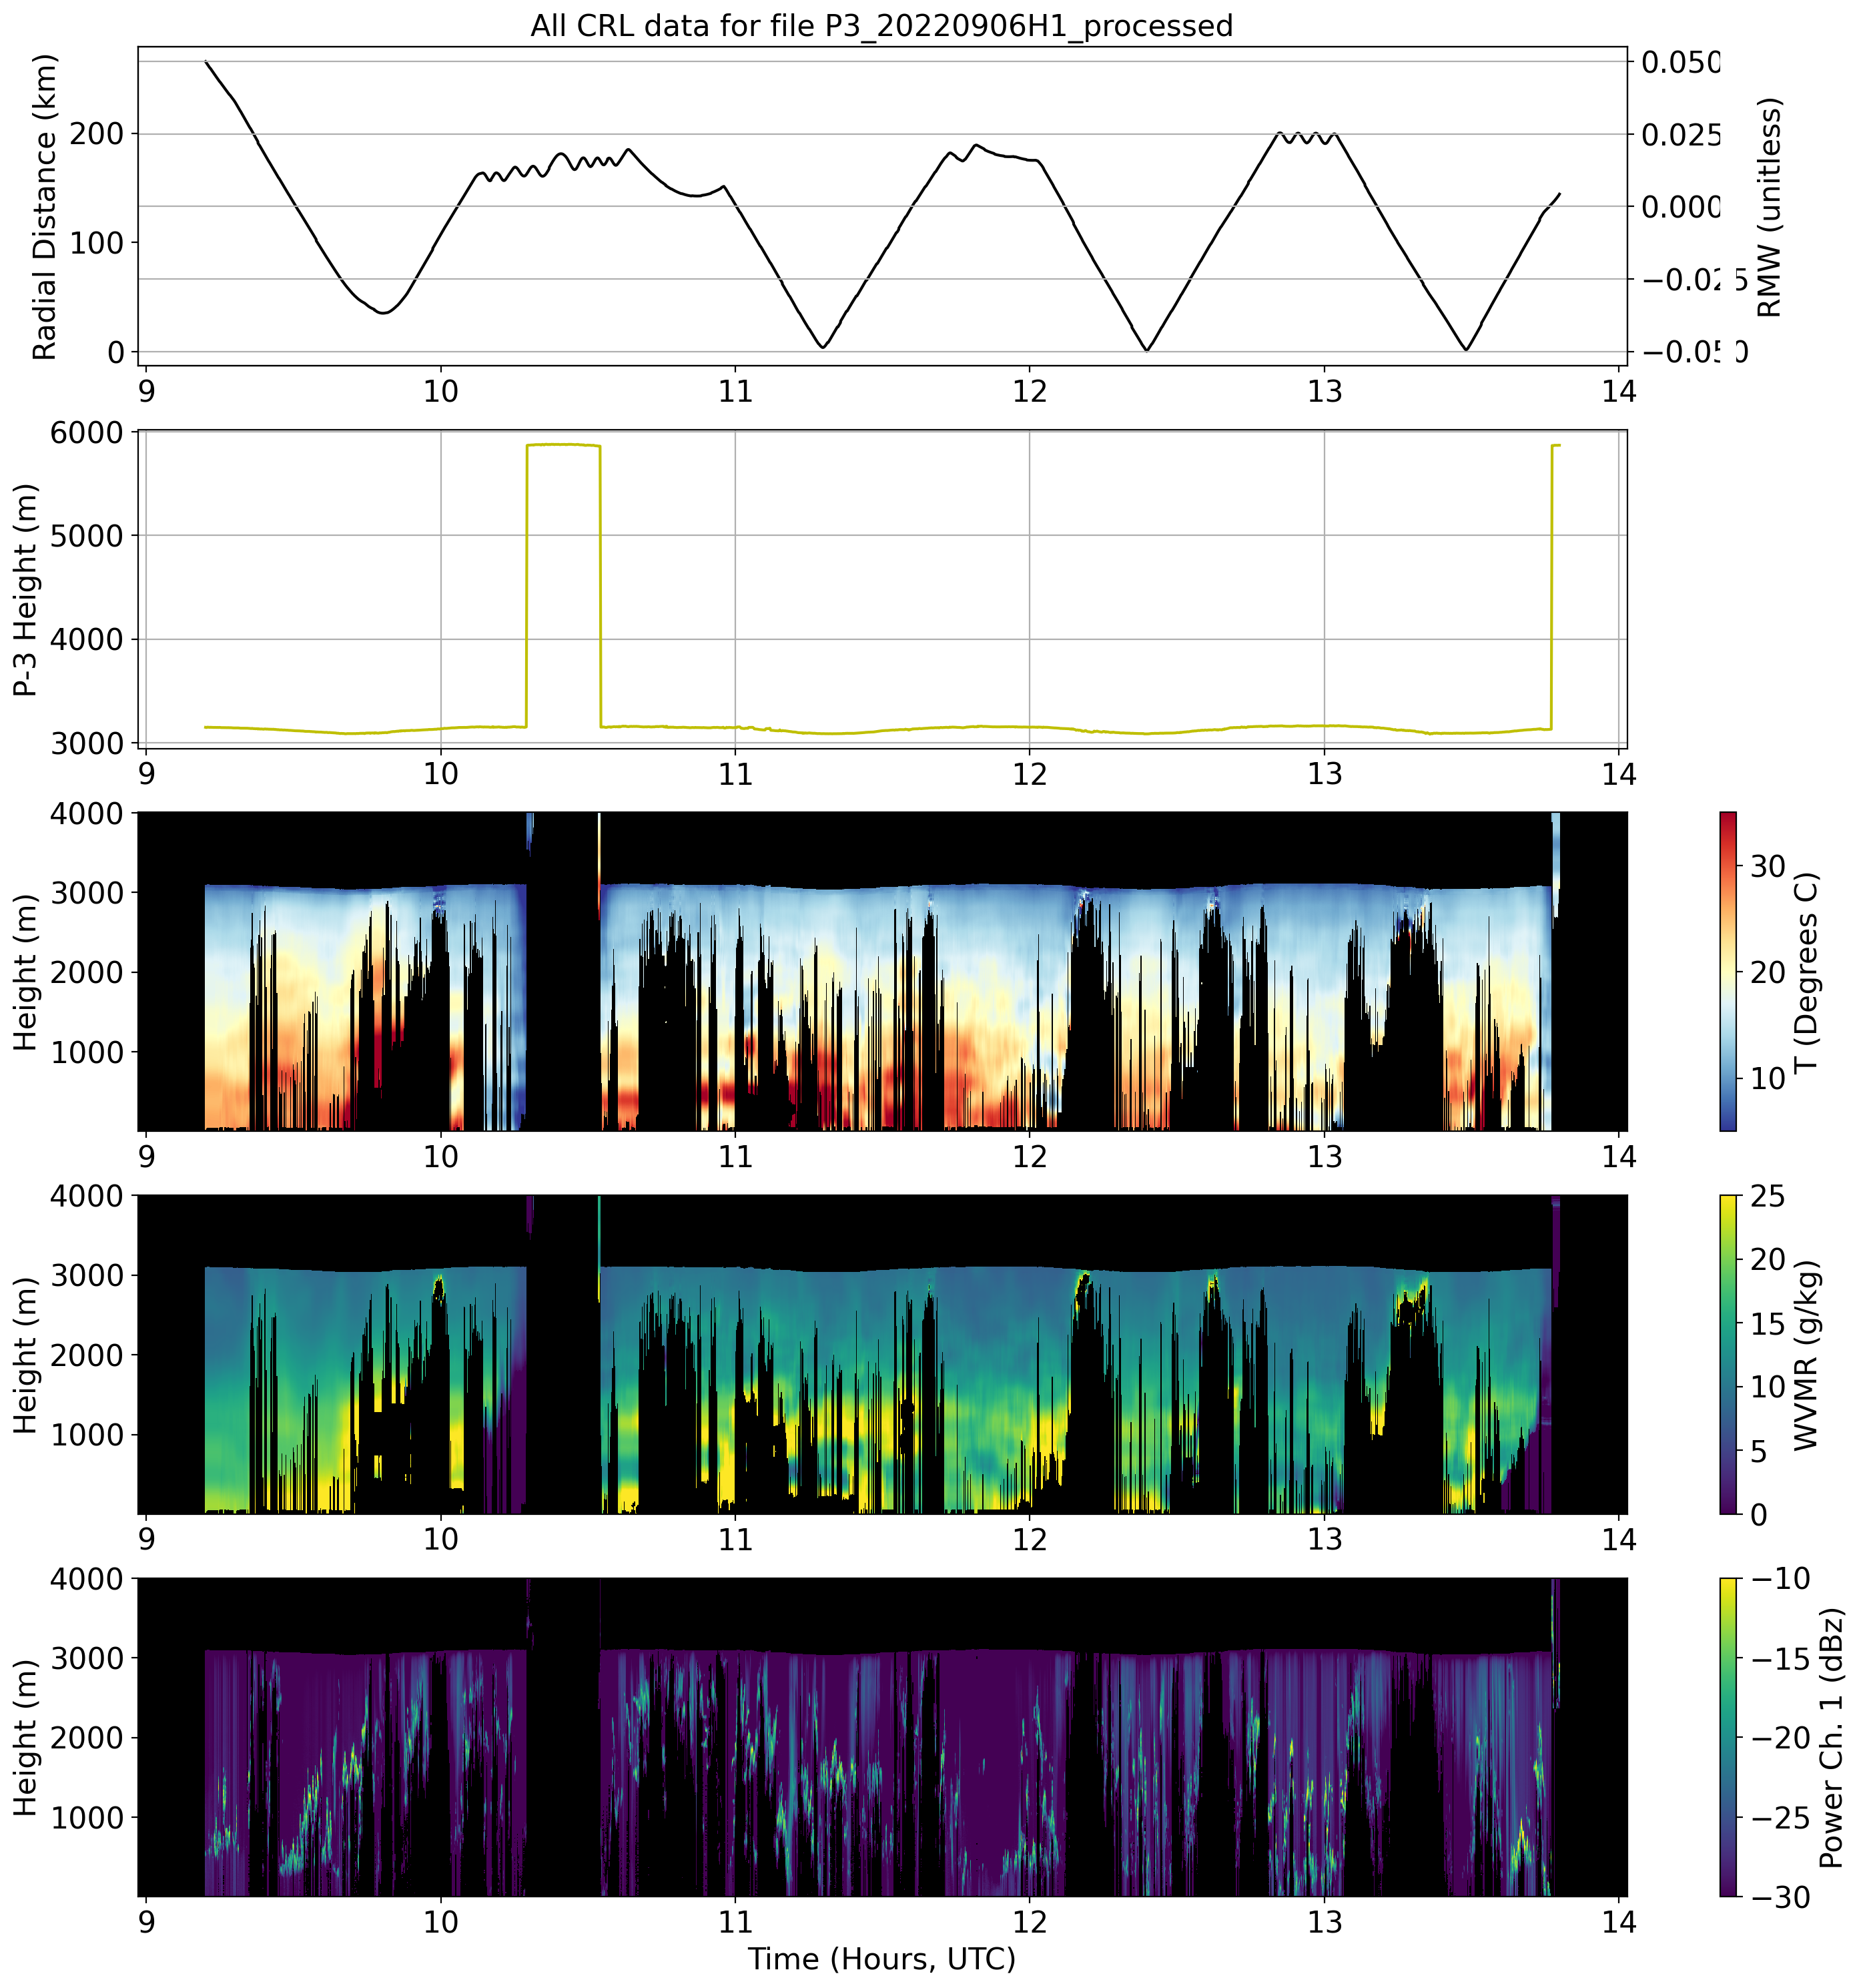 All CRL data for file P3_20220906H1_processed
Radial Distance (km)
200
100
0
0.050
0.025
0.000
−0.025
−0.050
RMW (unitless)
9 10 11 12 13 14
P-3 Height (m)
6000
5000
4000
3000
9 10 11 12 13 14
Height (m)
4000
3000
2000
1000
9 10 11 12 13 14
30
20
10
T (Degrees C)
Height (m)
4000
3000
2000
1000
9 10 11 12 13 14
25
20
15
10
5
0
WVMR (g/kg)
Height (m)
4000
3000
2000
1000
9 10 11 12 13 14
−10
−15
−20
−25
−30
Power Ch. 1 (dBz)
Time (Hours, UTC)